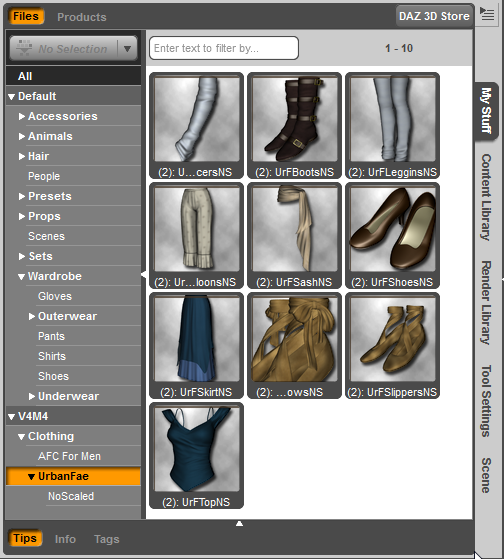 Files Products DAZ 3D Store
No Selection Enter text to filter by... 1 - 10
All
Default
Accessories
Animals
Hair
People
Presets
Props
Scenes
Sets
Wardrobe
Gloves
Outerwear
Pants
Shirts
Shoes
Underwear
V4M4
Clothing
AFC For Men
UrbanFae
NoScaled
(2): U...cersNS (2): UrFBootsNS (2): UrFLegginsNS
(2): Ur...loonsNS (2): UrFSashNS (2): UrFShoesNS
(2): UrFSkirtNS (2): ...owsNS (2): UrFSlippersNS
(2): UrFTopNS
My Stuff
Content Library
Render Library
Tool Settings
Scene
Tips Info Tags